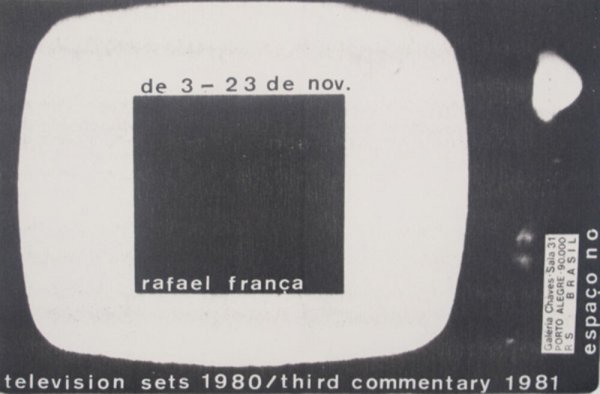 de 3 – 23 de nov.
rafael frança
Galeria Chaves · Sala 31
PORTO ALEGRE 90.000
RS BRASIL
espaço no
television sets 1980/third commentary 1981